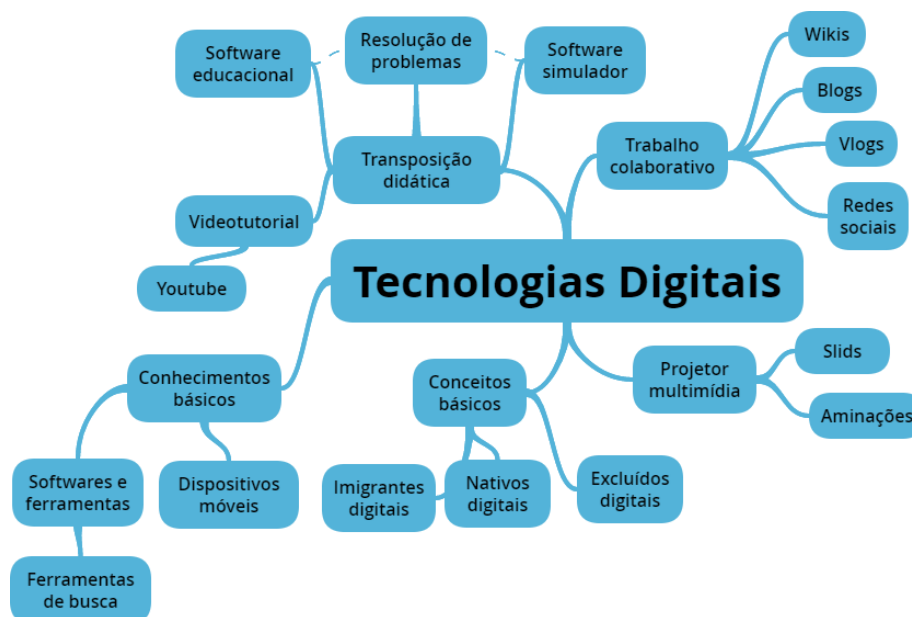 Software
educacional
Resolução de
problemas
Software
simulador
Wikis
Blogs
Vlogs
Redes
sociais
Trabalho
colaborativo
Transposição
didática
Videotutorial
Youtube
Tecnologias Digitais
Conhecimentos
básicos
Conceitos
básicos
Projetor
multimídia
Slids
Aminações
Softwares e
ferramentas
Dispositivos
móveis
Imigrantes
digitais
Nativos
digitais
Excluídos
digitais
Ferramentas
de busca